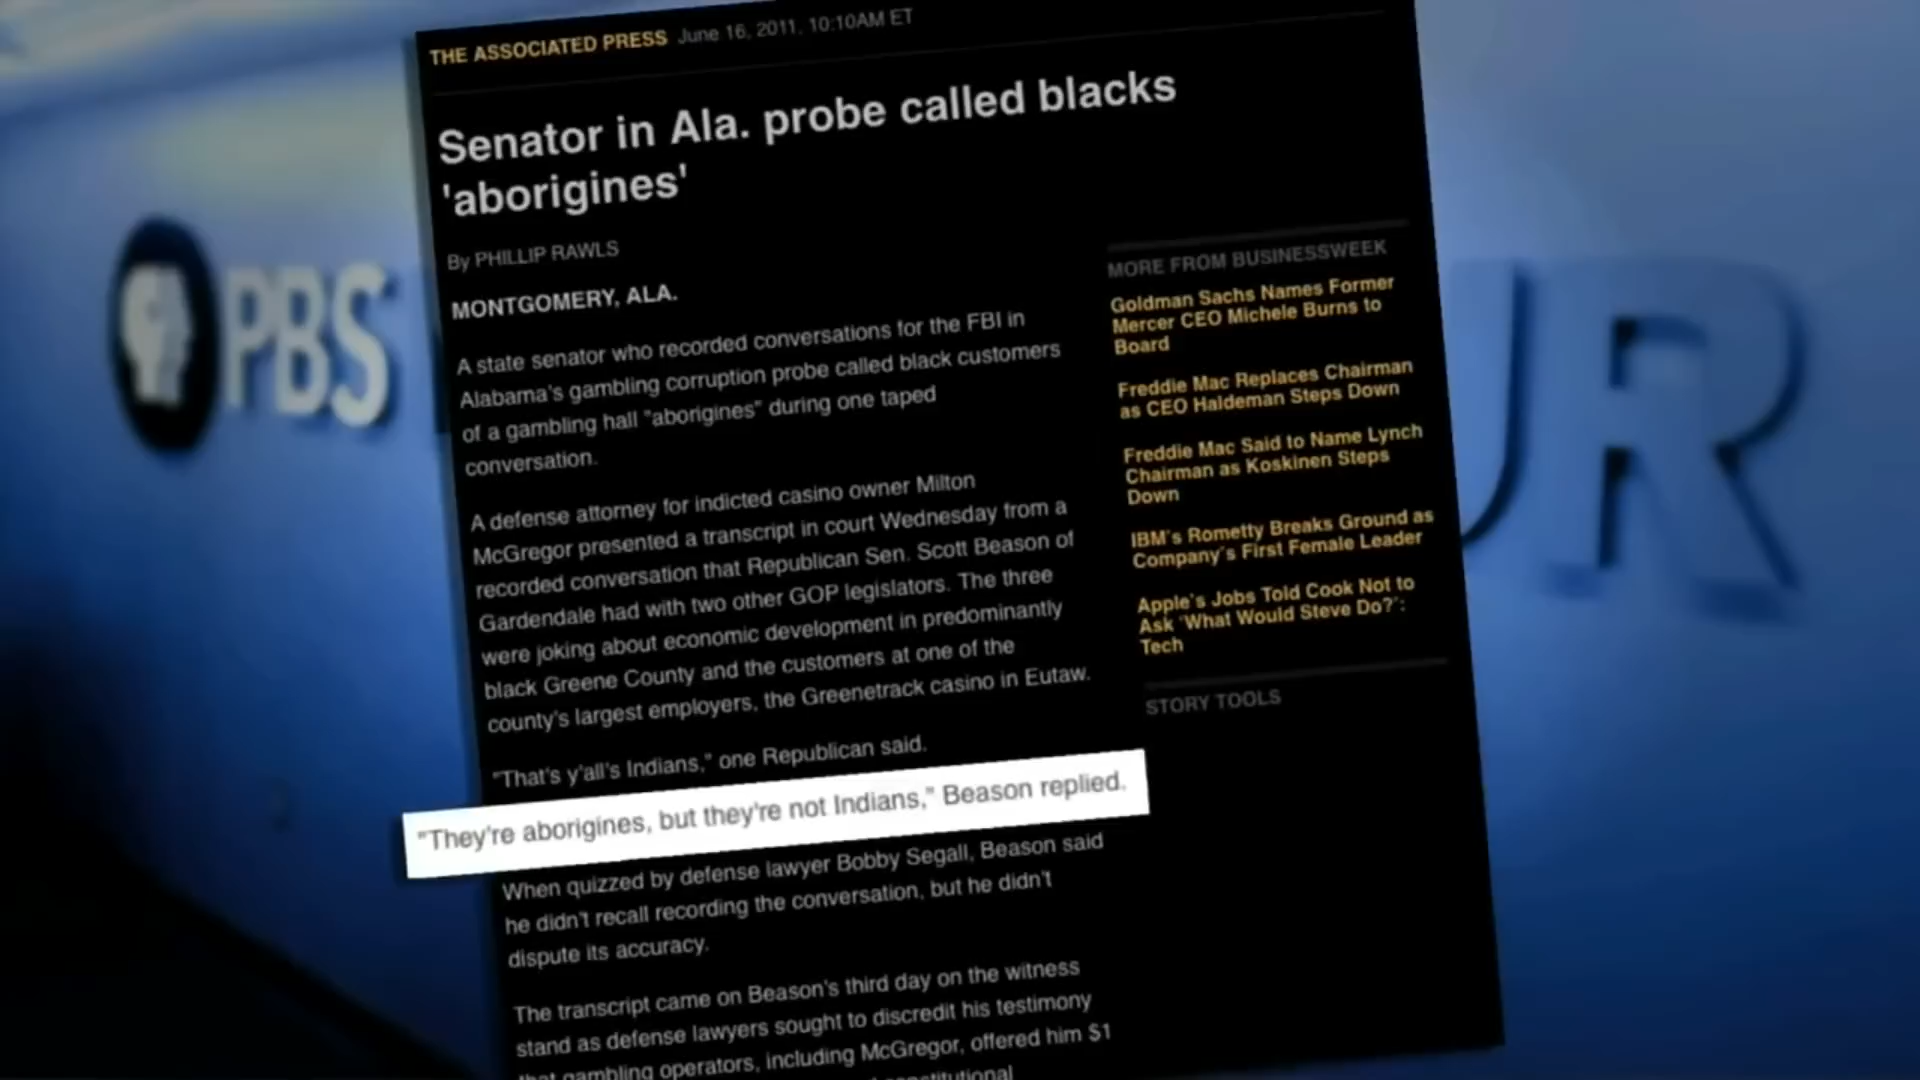 THE ASSOCIATED PRESS June 16, 2011, 10:10AM ET
Senator in Ala. probe called blacks
'aborigines'
By PHILLIP RAWLS
MONTGOMERY, ALA.
A state senator who recorded conversations for the FBI in
Alabama's gambling corruption probe called black customers
of a gambling hall "aborigines" during one taped
conversation.
A defense attorney for indicted casino owner Milton
McGregor presented a transcript in court Wednesday from a
recorded conversation that Republican Sen. Scott Beason of
Gardendale had with two other GOP legislators. The three
were joking about economic development in predominantly
black Greene County and the customers at one of the
county's largest employers, the Greenetrack casino in Eutaw.
"That's y'all's Indians," one Republican said.
"They're aborigines, but they're not Indians," Beason replied.
When quizzed by defense lawyer Bobby Segall, Beason said
he didn't recall recording the conversation, but he didn't
dispute its accuracy.
The transcript came on Beason's third day on the witness
stand as defense lawyers sought to discredit his testimony
that gambling operators, including McGregor, offered him $1
MORE FROM BUSINESSWEEK
Goldman Sachs Names Former
Mercer CEO Michele Burns to
Board
Freddie Mac Replaces Chairman
as CEO Haldeman Steps Down
Freddie Mac Said to Name Lynch
Chairman as Koskinen Steps
Down
IBM's Rometty Breaks Ground as
Company's First Female Leader
Apple's Jobs Told Cook Not to
Ask 'What Would Steve Do?':
Tech
STORY TOOLS
PBS
UR